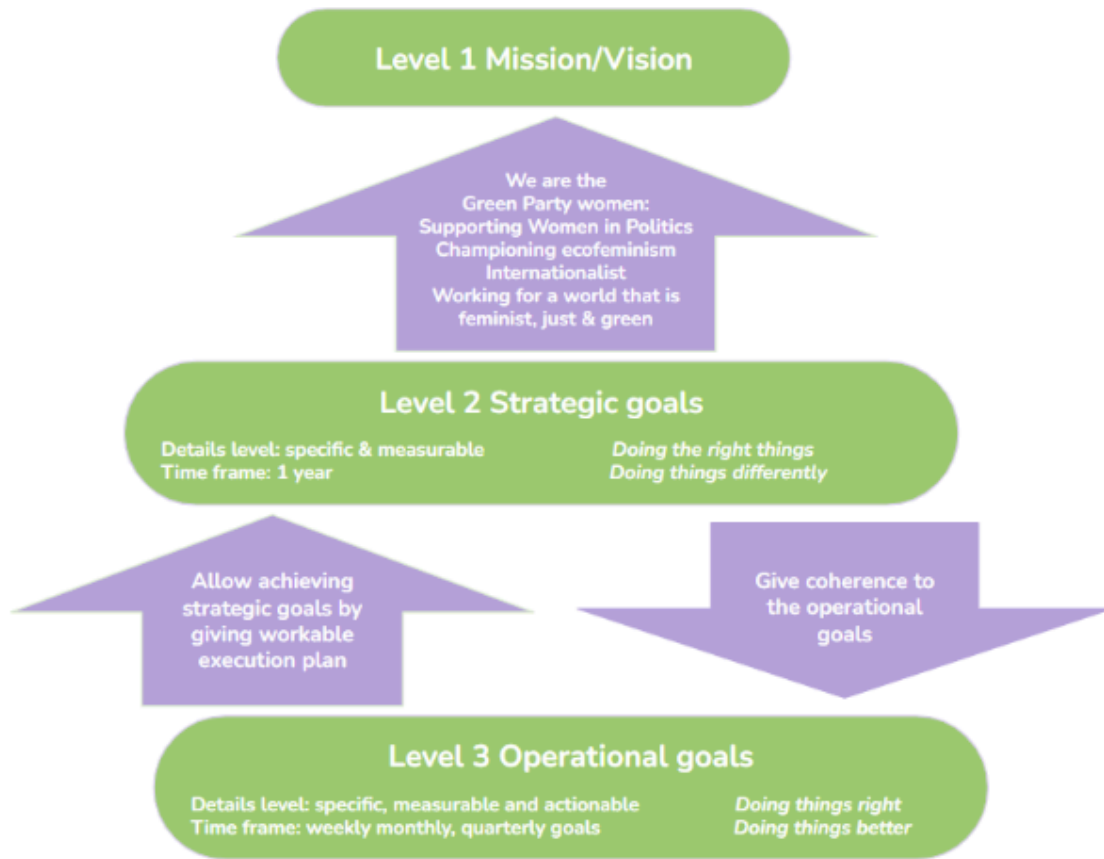 Level 1 Mission/Vision
We are the
Green Party women:
Supporting Women in Politics
Championing ecofeminism
Internationalist
Working for a world that is
feminist, just & green
Level 2 Strategic goals
Details level: specific & measurable
Time frame: 1 year
Doing the right things
Doing things differently
Allow achieving
strategic goals by
giving workable
execution plan
Give coherence to
the operational
goals
Level 3 Operational goals
Details level: specific, measurable and actionable
Time frame: weekly monthly, quarterly goals
Doing things right
Doing things better